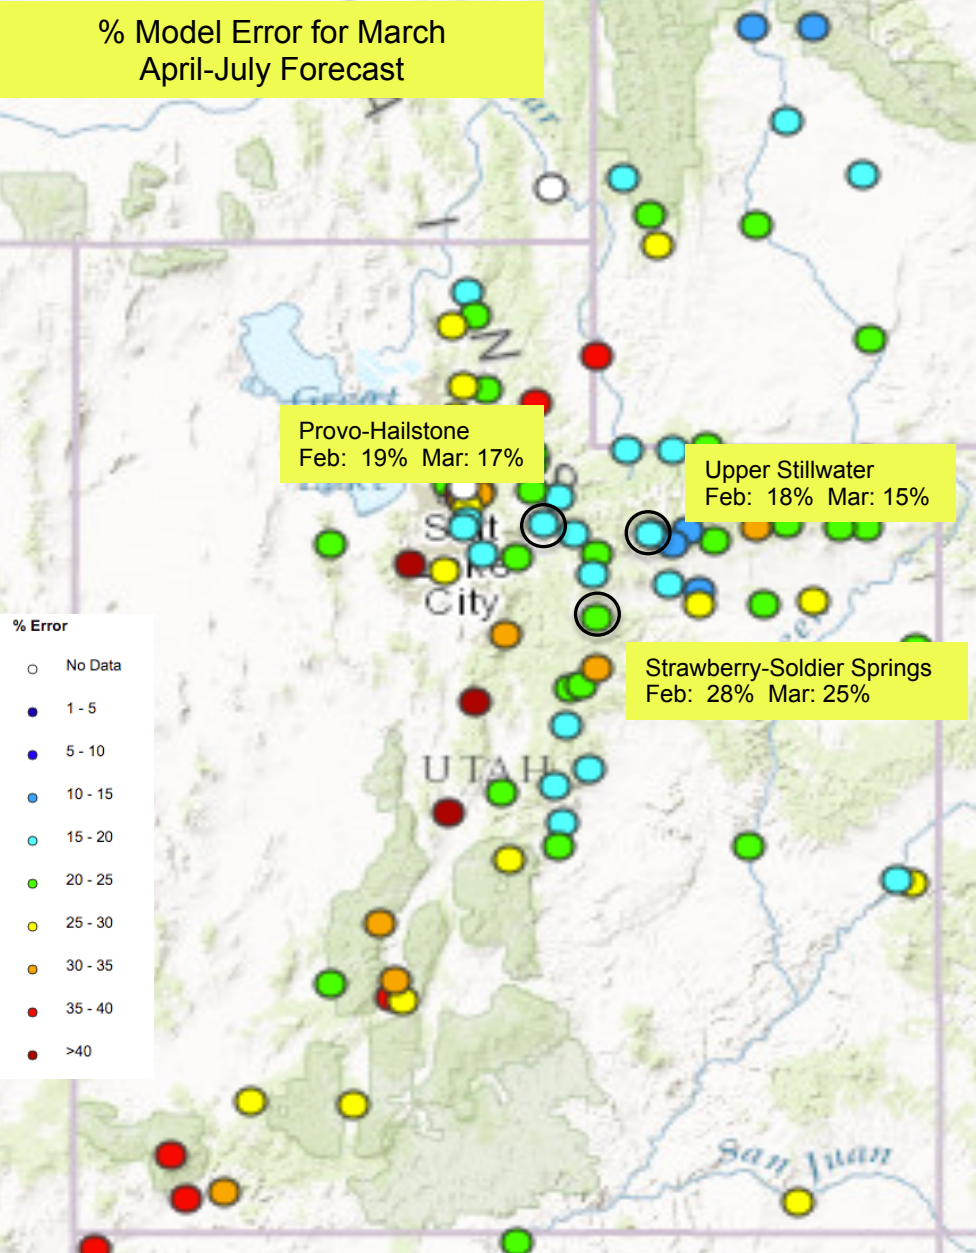 % Model Error for March
April-July Forecast
Great
Provo-Hailstone
Feb: 19% Mar: 17%
Upper Stillwater
Feb: 18% Mar: 15%
City
% Error
No Data
1 - 5
5 - 10
10 - 15
15 - 20
20 - 25
25 - 30
30 - 35
35 - 40
>40
Strawberry-Soldier Springs
Feb: 28% Mar: 25%
UTAH
San Juan